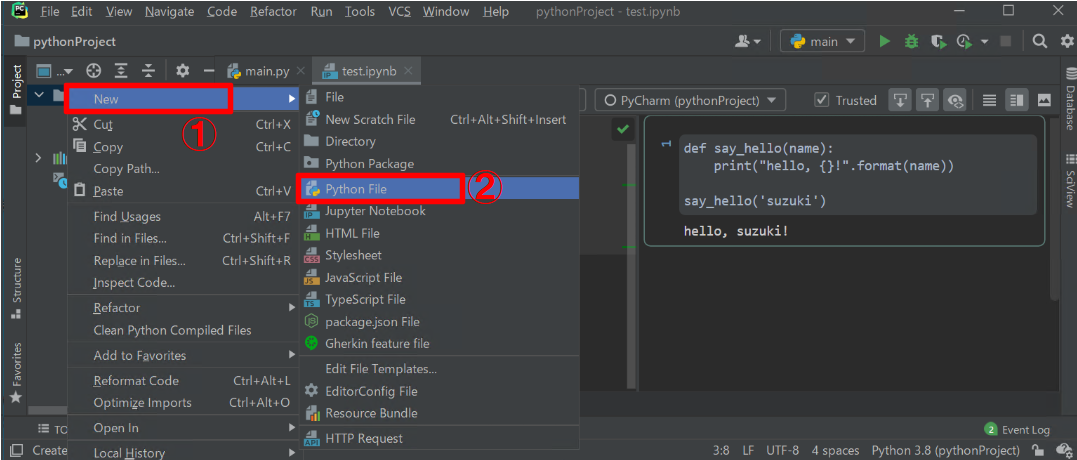 PC File Edit View Navigate Code Refactor Run Tools VCS Window Help pythonProject - test.ipynb
pythonProject
main
Project
... main.py test.ipynb
New
①
Cut Ctrl+X
Copy Ctrl+C
Copy Path...
Paste Ctrl+V
Find Usages Alt+F7
Find in Files... Ctrl+Shift+F
Replace in Files... Ctrl+Shift+R
Inspect Code...
Refactor
Clean Python Compiled Files
Add to Favorites
Reformat Code Ctrl+Alt+L
Optimize Imports Ctrl+Alt+O
Open In
Local History
File
New Scratch File Ctrl+Alt+Shift+Insert
Directory
Python Package
Python File
②
IP Jupyter Notebook
H HTML File
CSS Stylesheet
JS JavaScript File
TS TypeScript File
package.json File
Gherkin feature file
Edit File Templates...
EditorConfig File
Resource Bundle
API HTTP Request
PyCharm (pythonProject) Trusted
1
def say_hello(name):
print("hello, {}!".format(name))
say_hello('suzuki')
hello, suzuki!
Database
SciView
Structure
Favorites
TO
2 Event Log
Create
3:8 LF UTF-8 4 spaces Python 3.8 (pythonProject)